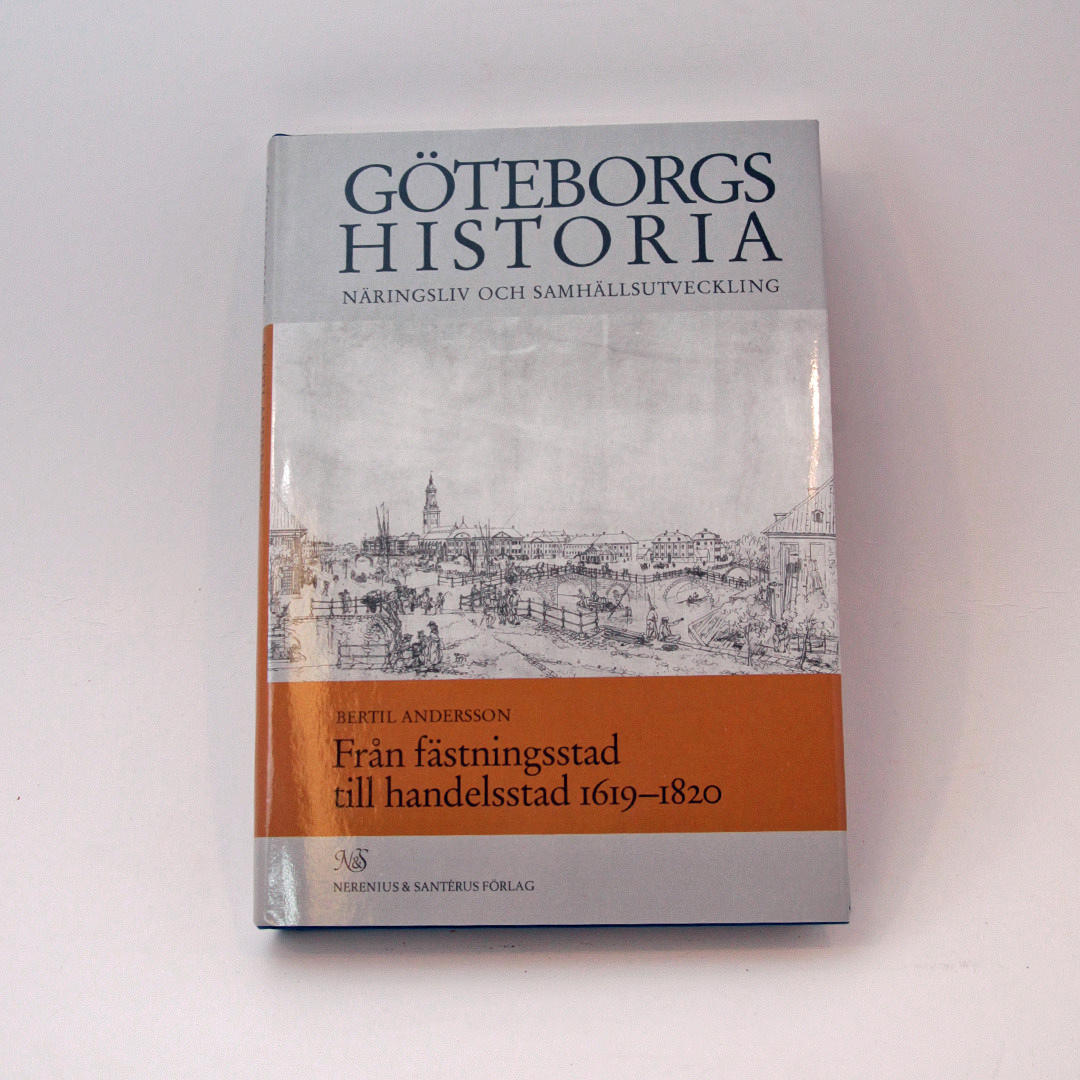 GÖTEBORGS
HISTORIA
NÄRINGSLIV OCH SAMHÄLLSUTVECKLING
BERTIL ANDERSSON
Från fästningsstad
till handelsstad 1619–1820
N&S
NERENIUS & SANTÉRUS FÖRLAG